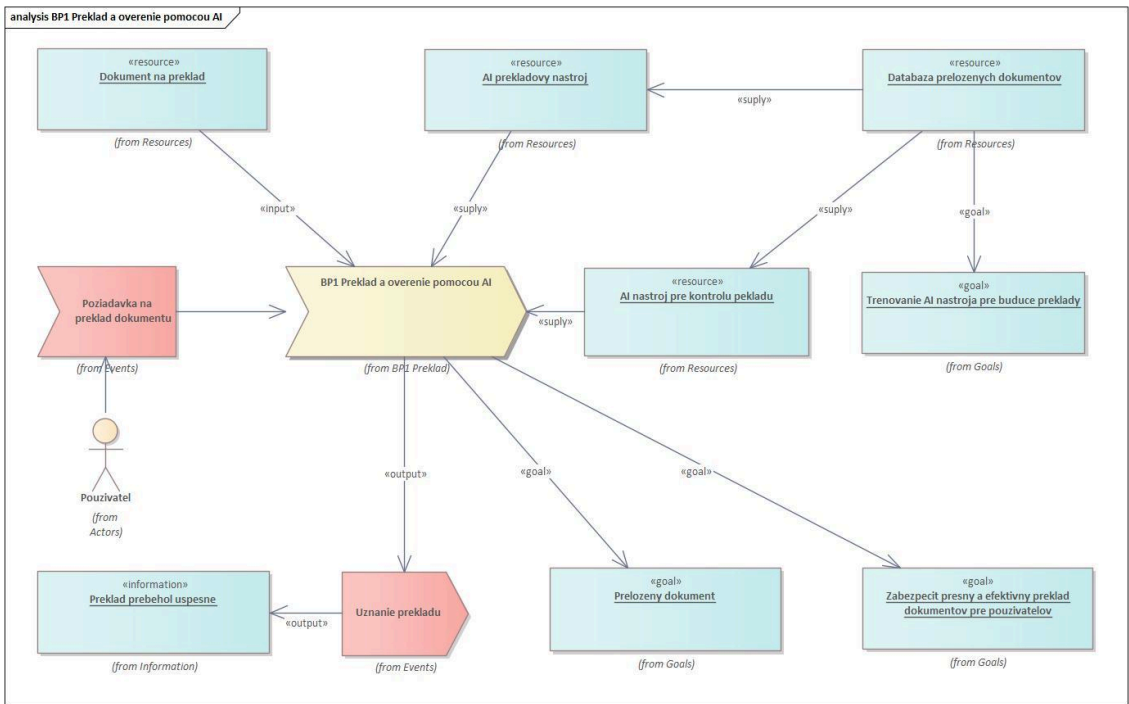 analysis BP1 Preklad a overenie pomocou AI
«resource»
Dokument na preklad
(from Resources)
«resource»
AI prekladovy nastroj
(from Resources)
«suply»
«resource»
Databaza prelozenych dokumentov
(from Resources)
«input»
«suply»
«suply»
«goal»
Poziadavka na
preklad dokumentu
(from Events)
BP1 Preklad a overenie pomocou AI
(from BP1 Preklad)
«suply»
«resource»
AI nastroj pre kontrolu pekladu
(from Resources)
«goal»
Trenovanie AI nastroja pre buduce preklady
(from Goals)
Pouzivatel
(from
Actors)
«output»
«goal»
«goal»
«information»
Preklad prebehol uspesne
(from Information)
«output»
Uznanie prekladu
(from Events)
«goal»
Prelozeny dokument
(from Goals)
«goal»
Zabezpecit presny a efektivny preklad
dokumentov pre pouzivatelov
(from Goals)